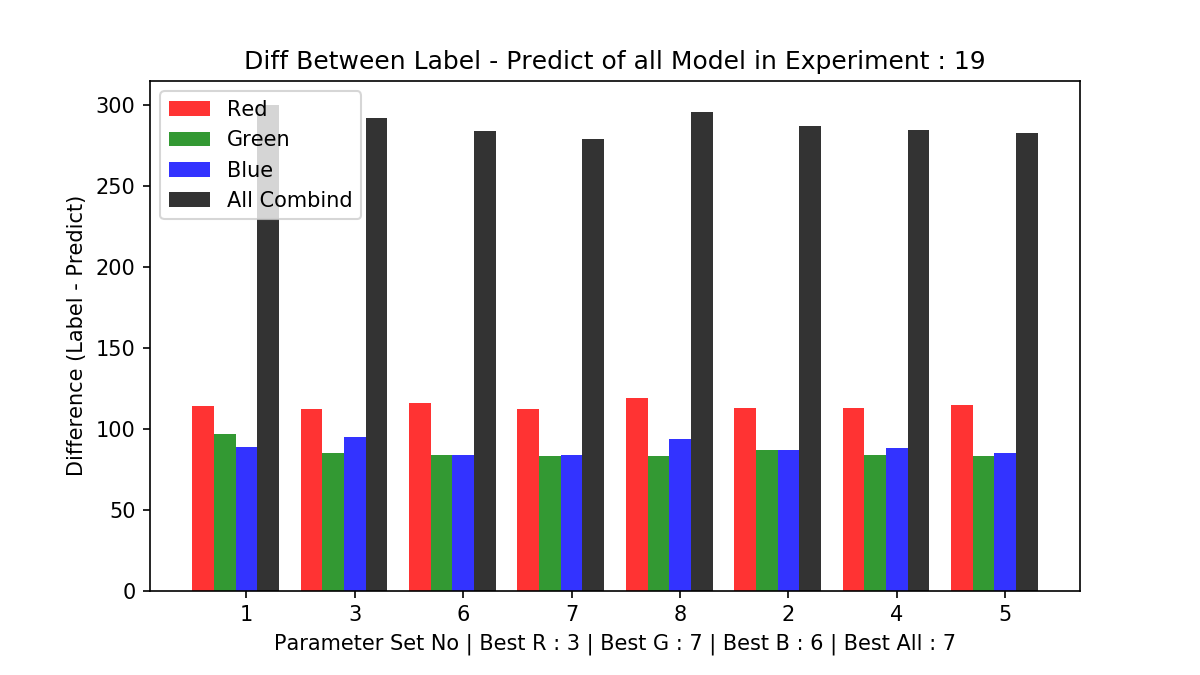 Diff Between Label - Predict of all Model in Experiment : 19
Difference (Label - Predict)
300
250
200
150
100
50
0
Red
Green
Blue
All Combind
1 3 6 7 8 2 4 5
Parameter Set No | Best R : 3 | Best G : 7 | Best B : 6 | Best All : 7